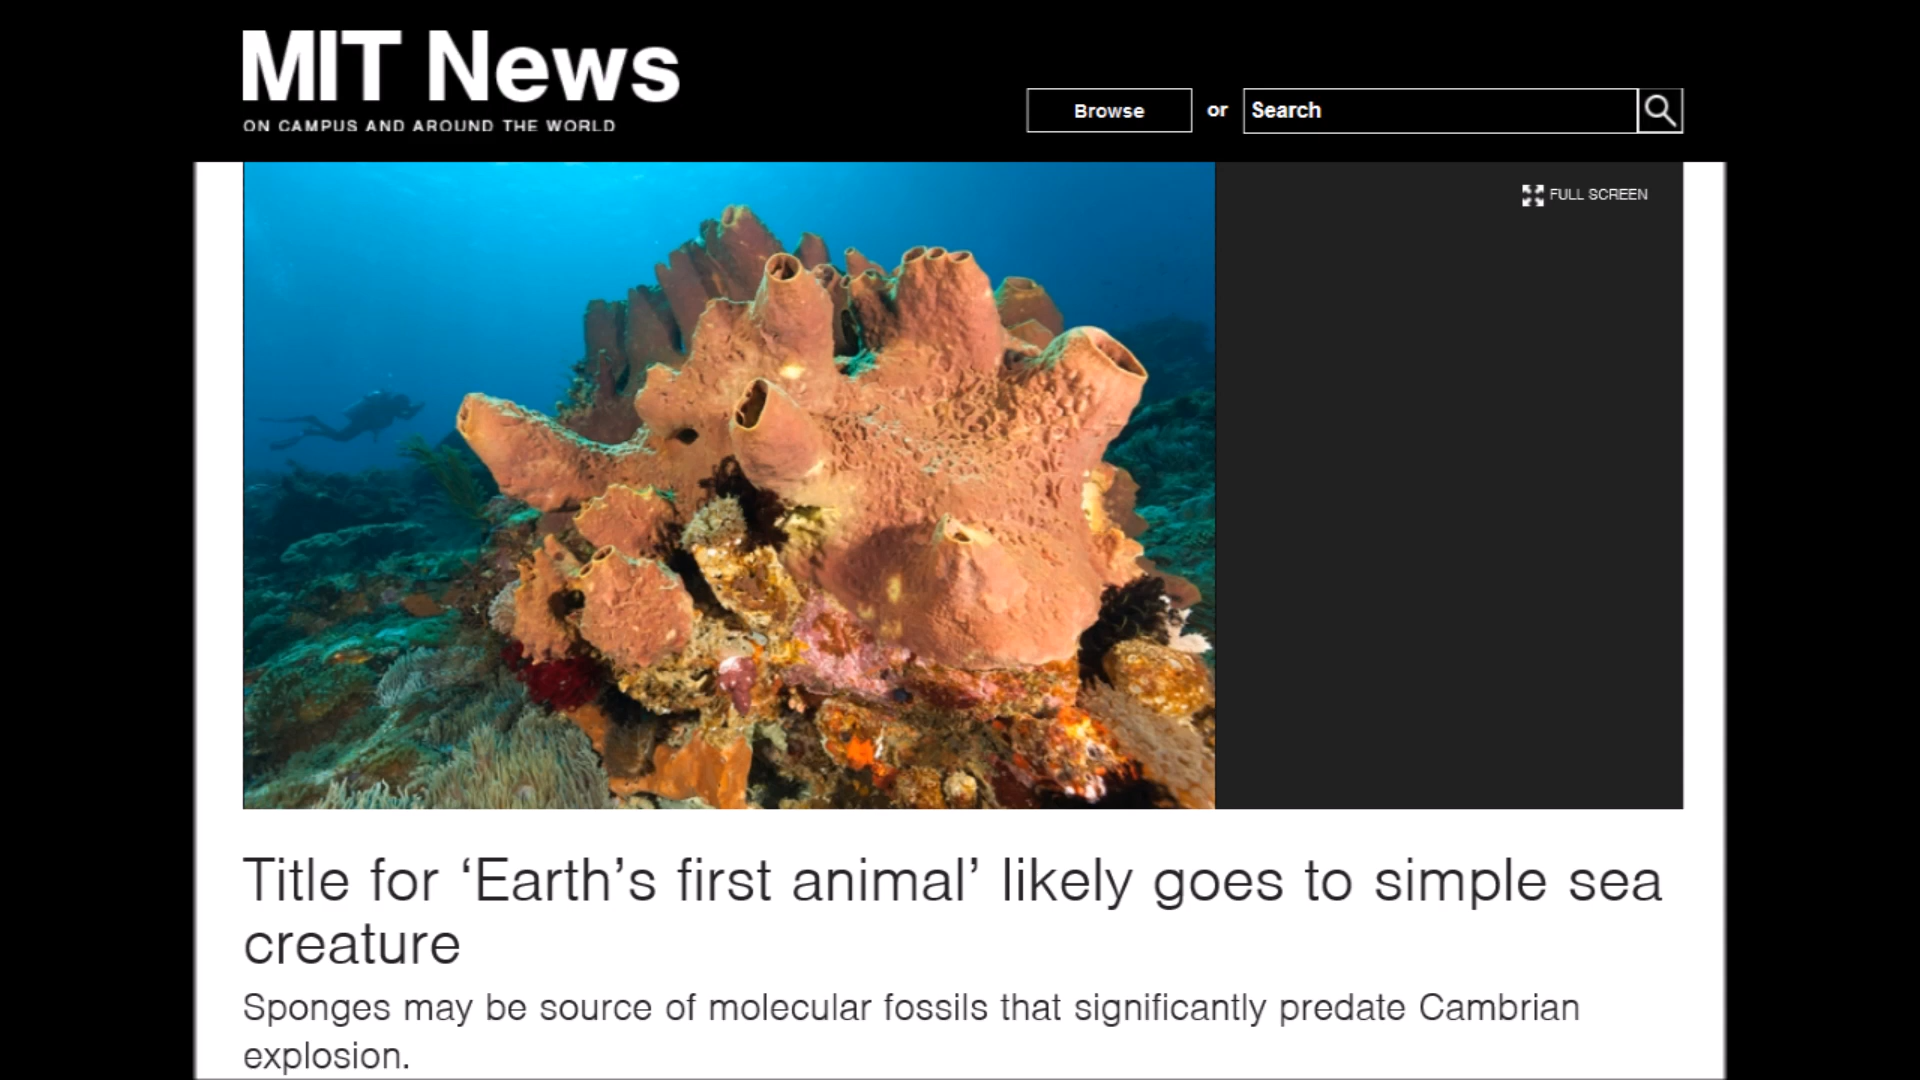 MIT News
ON CAMPUS AND AROUND THE WORLD
Browse or Search
FULL SCREEN
Title for ‘Earth’s first animal’ likely goes to simple sea
creature
Sponges may be source of molecular fossils that significantly predate Cambrian
explosion.